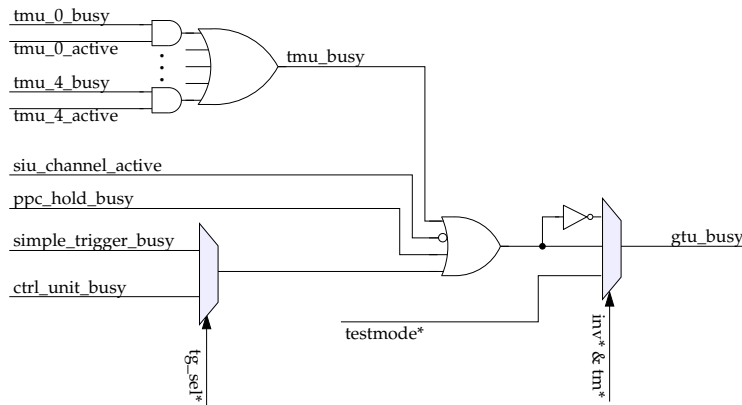 tmu_0_busy
tmu_0_active
tmu_busy
tmu_4_busy
tmu_4_active
siu_channel_active
ppc_hold_busy
simple_trigger_busy
gtu_busy
ctrl_unit_busy
testmode*
tg_sel*
inv* & tm*